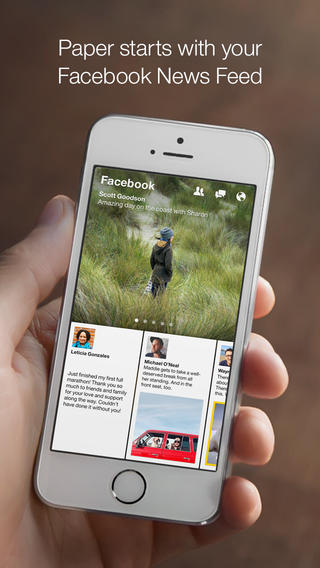 Paper starts with your
Facebook News Feed
Facebook
Scott Goodson
Amazing day on the coast with Sharon
Leticia Gonzales
Just finished my first full
marathon! Thank you so
much to friends and family
for your love and support
along the way. Couldn't
have done it without you!
Michael O'Neal
Maddie gets to take a well-
deserved break from all
her standing. And in the
front seat, too.